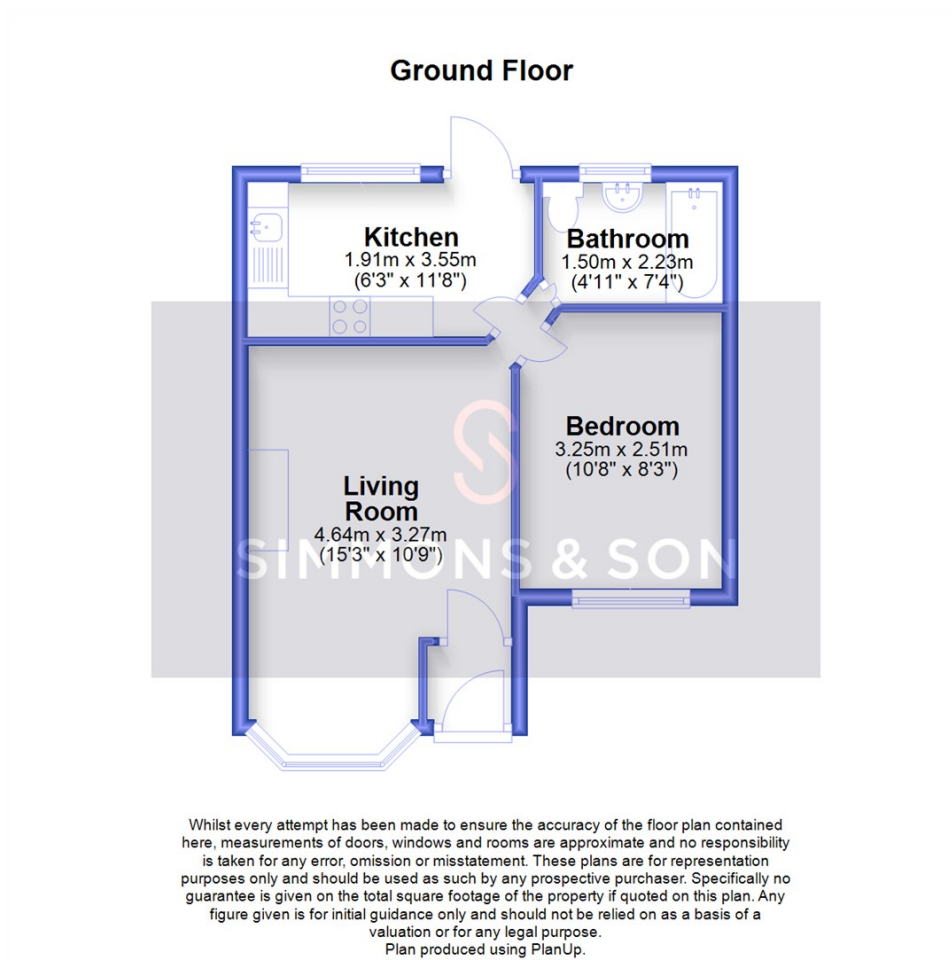 Ground Floor
Kitchen
1.91m x 3.55m
(6'3" x 11'8")
Bathroom
1.50m x 2.23m
(4'11" x 7'4")
Bedroom
3.25m x 2.51m
(10'8" x 8'3")
Living
Room
4.64m x 3.27m
(15'3" x 10'9")
SIMMONS & SON
Whilst every attempt has been made to ensure the accuracy of the floor plan contained
here, measurements of doors, windows and rooms are approximate and no responsibility
is taken for any error, omission or misstatement. These plans are for representation
purposes only and should be used as such by any prospective purchaser. Specifically no
guarantee is given on the total square footage of the property if quoted on this plan. Any
figure given is for initial guidance only and should not be relied on as a basis of a
valuation or for any legal purpose.
Plan produced using PlanUp.